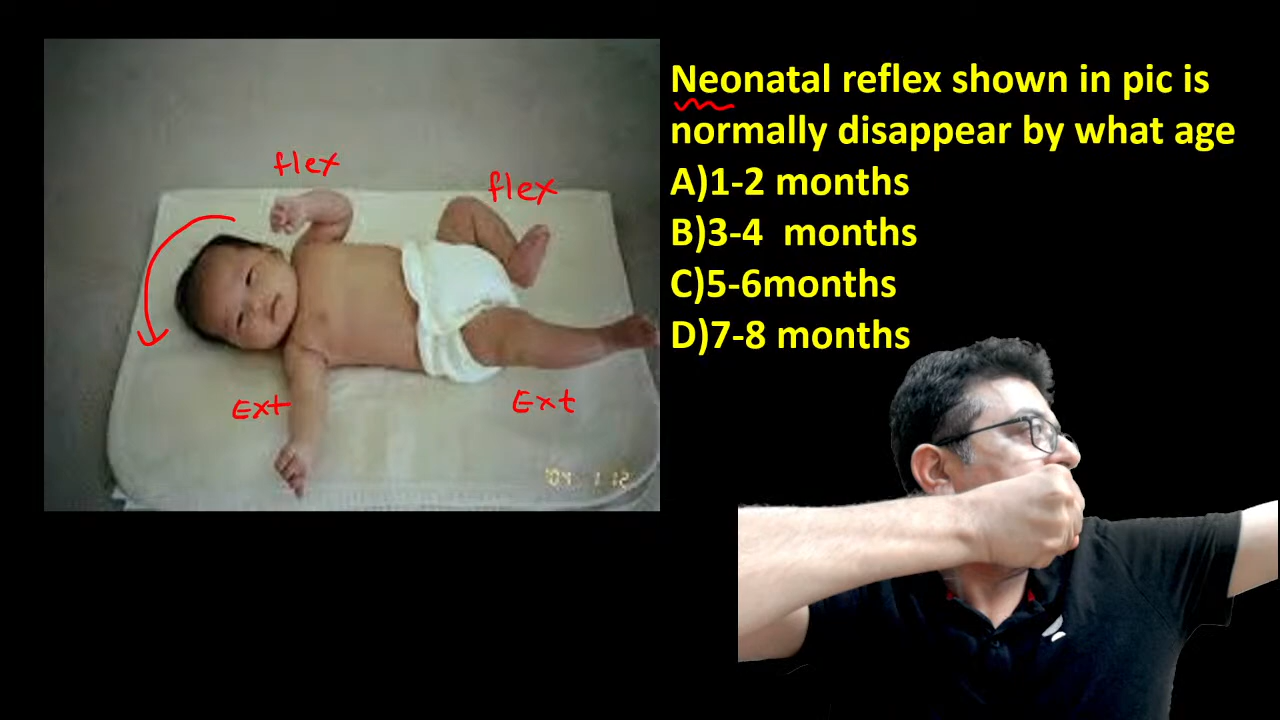 Neonatal reflex shown in pic is
normally disappear by what age
A)1-2 months
B)3-4  months
C)5-6months
D)7-8 months
flex
flex
Ext
Ext